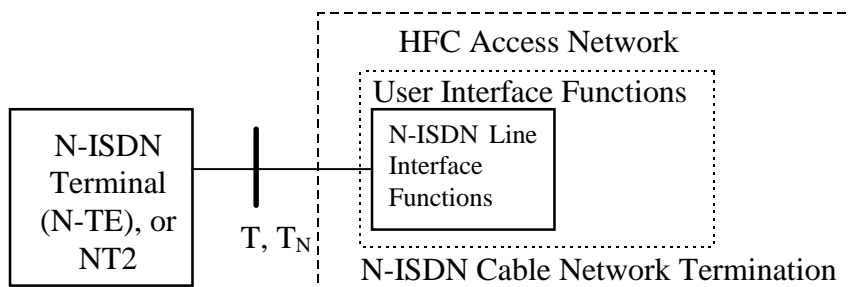 HFC Access Network
User Interface Functions
N-ISDN Line
Interface
Functions
N-ISDN
Terminal
(N-TE), or
NT2
T, TN
N-ISDN Cable Network Termination